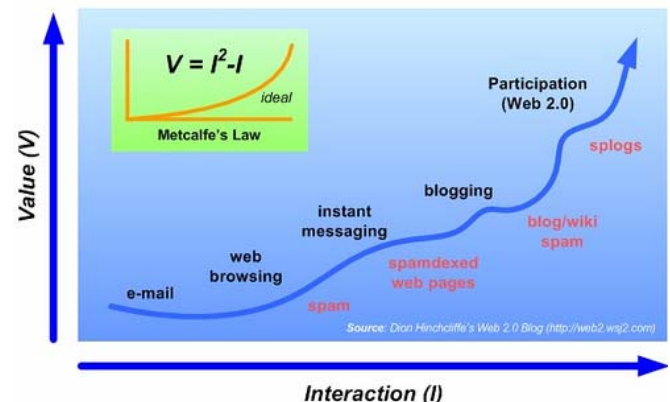 V = I²-I
ideal
Metcalfe's Law
Participation
(Web 2.0)
splogs
blogging
instant
messaging
blog/wiki
spam
web
browsing
spamdexed
web pages
e-mail
spam
Source: Dion Hinchcliffe's Web 2.0 Blog (http://web2.wsj2.com)
Value (V)
Interaction (I)